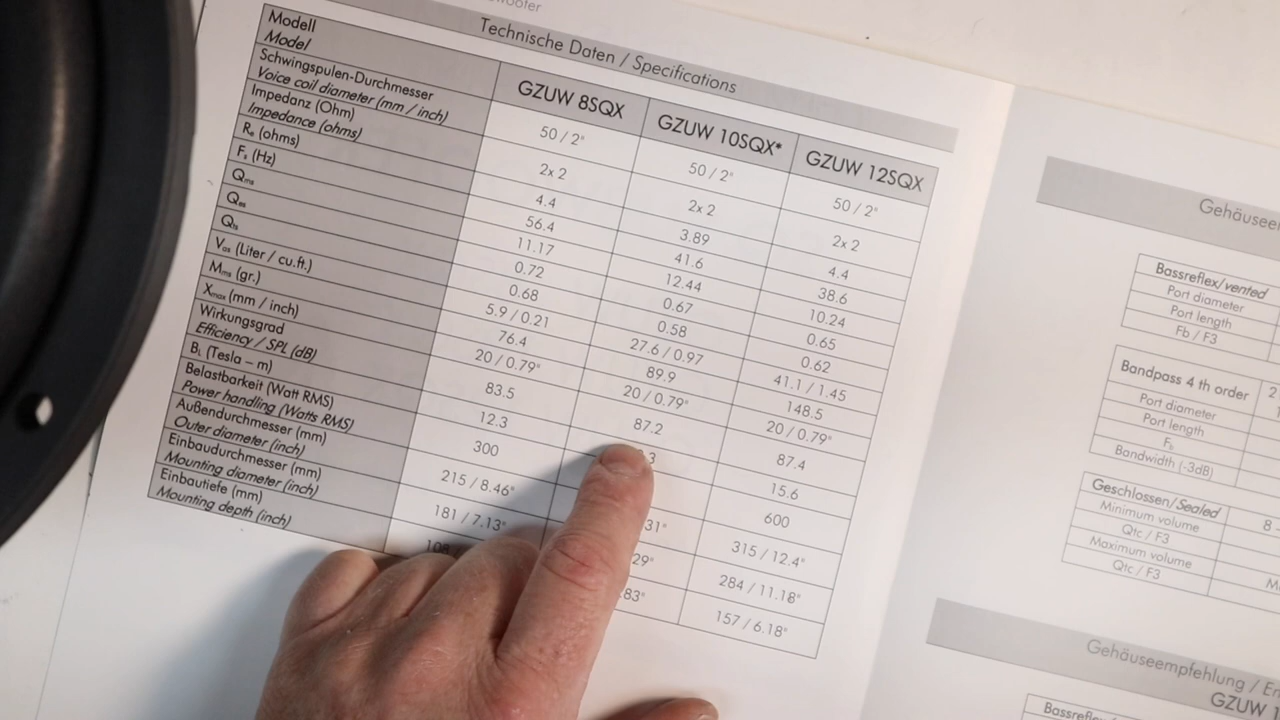 Technische Daten / Specifications
Modell
Model
GZUW 8SQX GZUW 10SQX* GZUW 12SQX
Schwingspulen-Durchmesser
Voice coil diameter (mm / inch)
50 / 2" 50 / 2" 50 / 2"
Impedanz (Ohm)
Impedance (ohms)
2x 2 2x 2 2x 2
Re (ohms) 4.4 3.89 4.4
Fs (Hz) 56.4 41.6 38.6
Qms 11.17 12.44 10.24
Qes 0.72 0.67 0.65
Qts 0.68 0.58 0.62
Vas (Liter / cu.ft.) 5.9 / 0.21 27.6 / 0.97 41.1 / 1.45
Mms (gr.) 76.4 89.9 148.5
Xmax (mm / inch) 20 / 0.79" 20 / 0.79" 20 / 0.79"
Wirkungsgrad
Efficiency / SPL (dB)
83.5 87.2 87.4
BL (Tesla – m) 12.3 15.6
Belastbarkeit (Watt RMS)
Power handling (Watts RMS)
300 600
Außendurchmesser (mm)
Outer diameter (inch)
215 / 8.46" 315 / 12.4"
Einbaudurchmesser (mm)
Mounting diameter (inch)
181 / 7.13" 284 / 11.18"
Einbautiefe (mm)
Mounting depth (inch)
157 / 6.18"
Bassreflex/vented
Port diameter
Port length
Fb / F3
Bandpass 4 th order
Port diameter
Port length
Fb
Bandwidth (-3dB)
Geschlossen/Sealed 8
Minimum volume
Qtc / F3
Maximum volume
Qtc / F3
Gehäuseempfehlung /
GZUW